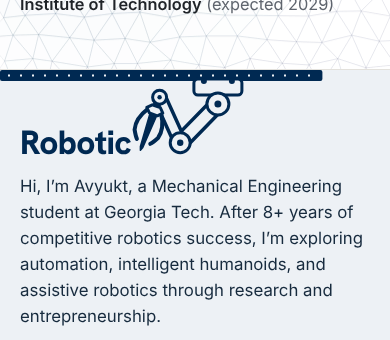 Institute of Technology (expected 2029)
Robotic
Hi, I'm Avyukt, a Mechanical Engineering
student at Georgia Tech. After 8+ years of
competitive robotics success, I'm exploring
automation, intelligent humanoids, and
assistive robotics through research and
entrepreneurship.